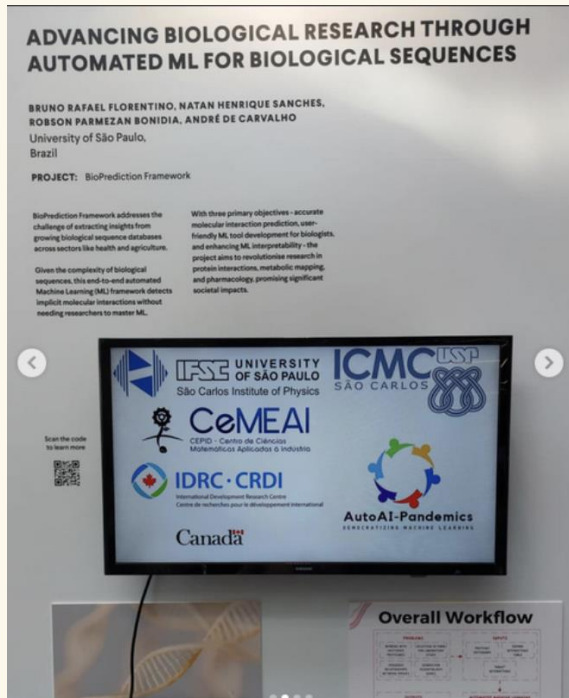 ADVANCING BIOLOGICAL RESEARCH THROUGH
AUTOMATED ML FOR BIOLOGICAL SEQUENCES
BRUNO RAFAEL FLORENTINO, NATAN HENRIQUE SANCHES,
ROBSON PARMEZAN BONIDIA, ANDRÉ DE CARVALHO
University of São Paulo,
Brazil
PROJECT: BioPrediction Framework
BioPrediction Framework addresses the
challenge of extracting insights from
growing biological sequence databases
across sectors like health and agriculture.
Given the complexity of biological
sequences, this end-to-end automated
Machine Learning (ML) framework detects
implicit molecular interactions without
needing researchers to master ML.
With three primary objectives - accurate
molecular interaction prediction, user-
friendly ML tool development for biologists,
and enhancing ML interpretability - the
project aims to revolutionise research in
protein interactions, metabolic mapping,
and pharmacology, promising significant
societal impacts.
Scan the code
to learn more
IFSC UNIVERSITY
OF SÃO PAULO
São Carlos Institute of Physics
ICMC USP
SÃO CARLOS
CeMEAI
CEPID - Centro de Ciências
Matemáticas Aplicadas à Indústria
IDRC · CRDI
International Development Research Centre
Centre de recherches pour le développement international
Canada
AutoAI-Pandemics
DEMOCRATIZING MACHINE LEARNING
Overall Workflow